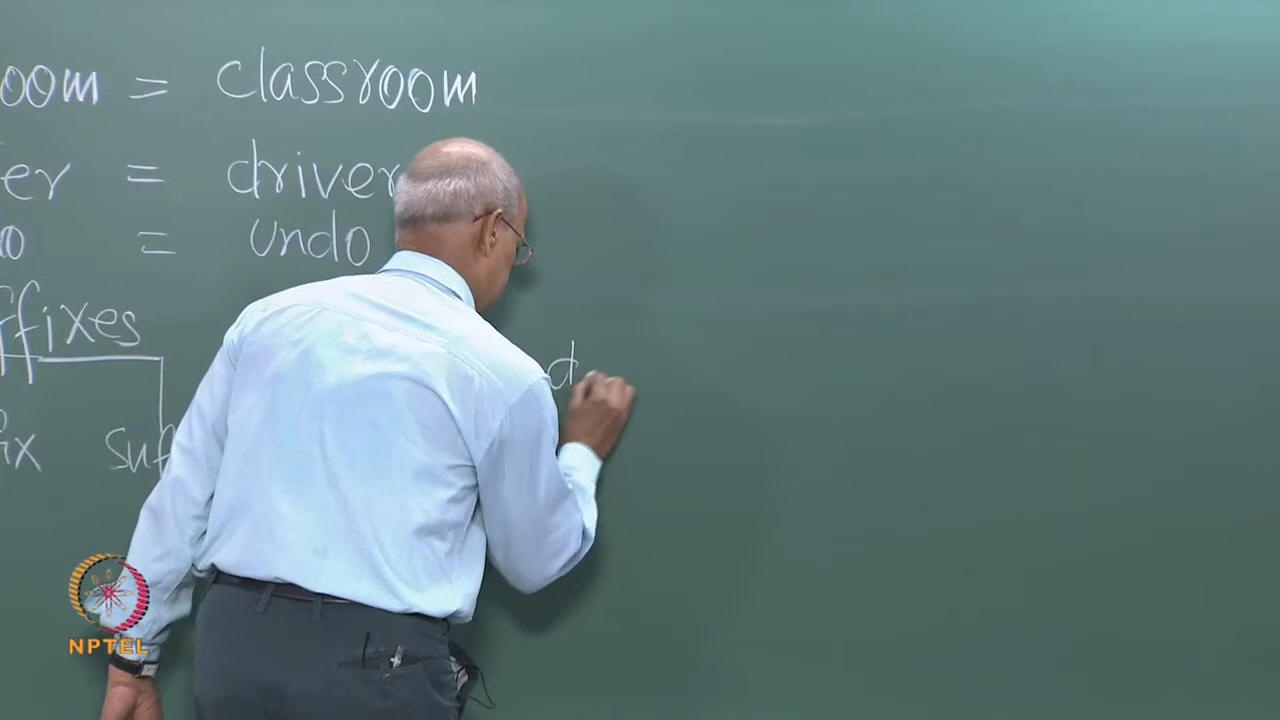 oom = classroom
er = driver
o = undo
ffixes
ix suf
d
NPTEL